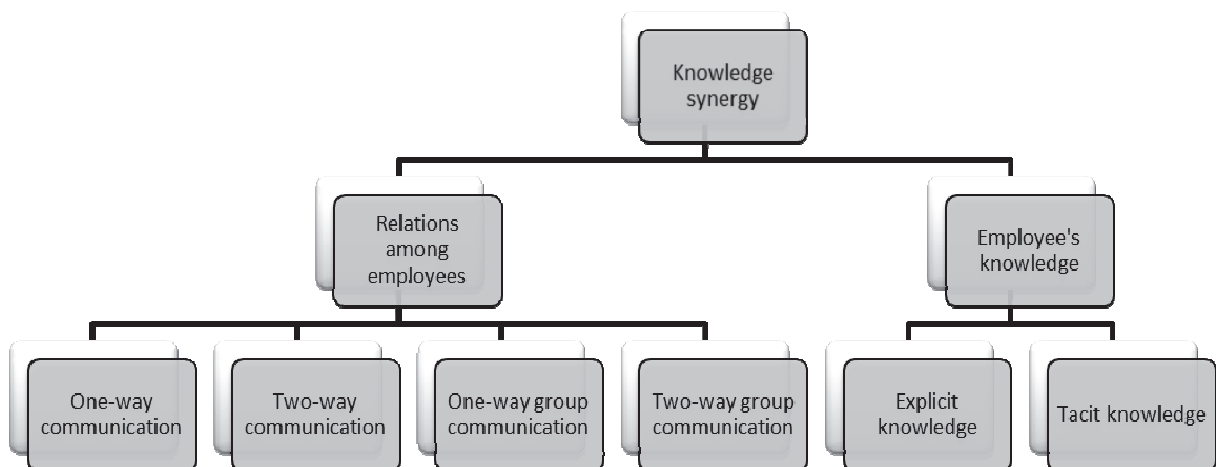 Knowledge
synergy
Relations
among
employees
Employee's
knowledge
One-way
communication
Two-way
communication
One-way group
communication
Two-way group
communication
Explicit
knowledge
Tacit knowledge